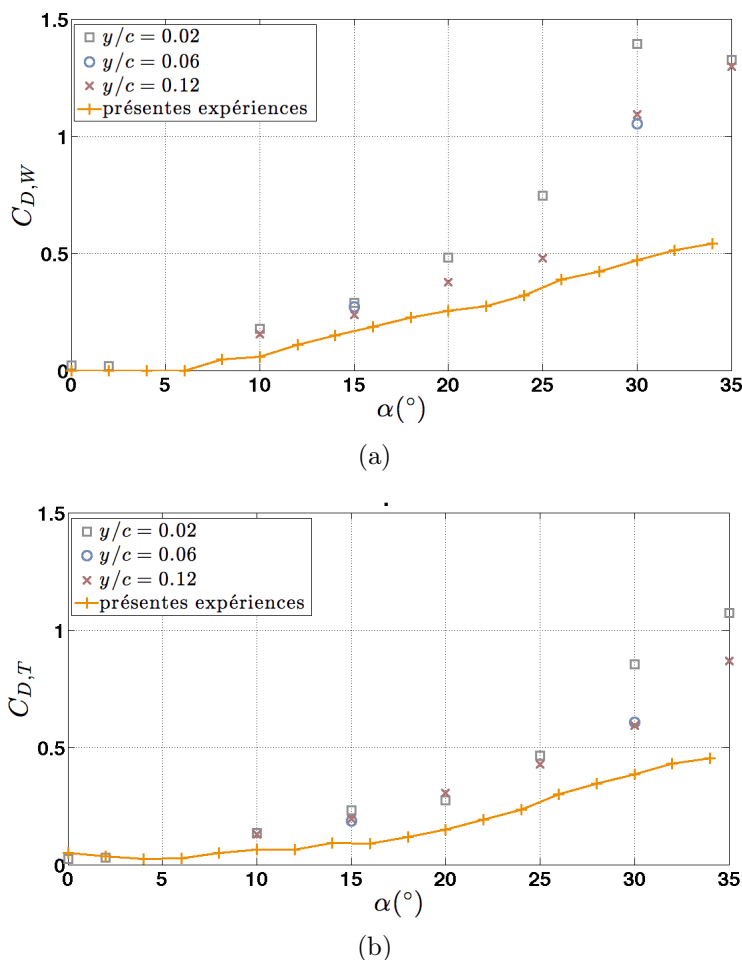 1.5
y/c = 0.02
y/c = 0.06
y/c = 0.12
présentes expériences
1
C_{D,W}
0.5
0
0 5 10 15 20 25 30 35
α(°)
(a)
1.5
y/c = 0.02
y/c = 0.06
y/c = 0.12
présentes expériences
1
C_{D,T}
0.5
0
0 5 10 15 20 25 30 35
α(°)
(b)